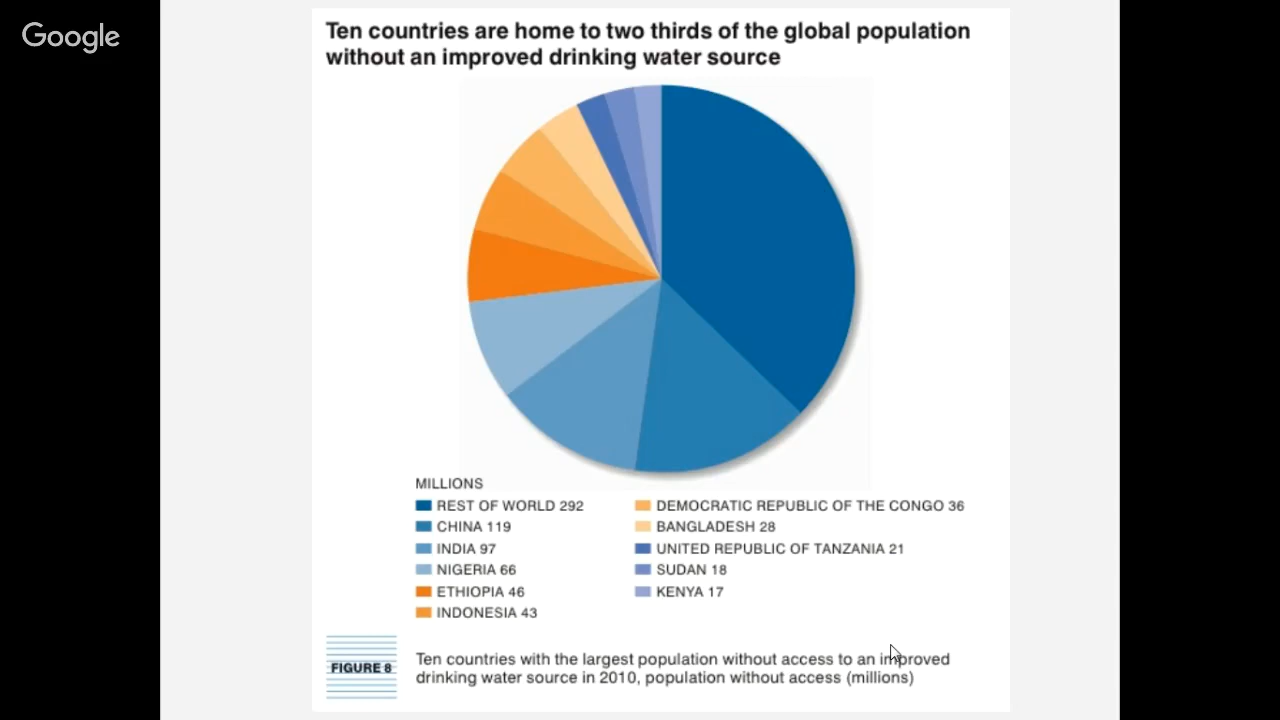 Google
Ten countries are home to two thirds of the global population
without an improved drinking water source
MILLIONS
REST OF WORLD 292
CHINA 119
INDIA 97
NIGERIA 66
ETHIOPIA 46
INDONESIA 43
DEMOCRATIC REPUBLIC OF THE CONGO 36
BANGLADESH 28
UNITED REPUBLIC OF TANZANIA 21
SUDAN 18
KENYA 17
FIGURE 8
Ten countries with the largest population without access to an improved
drinking water source in 2010, population without access (millions)